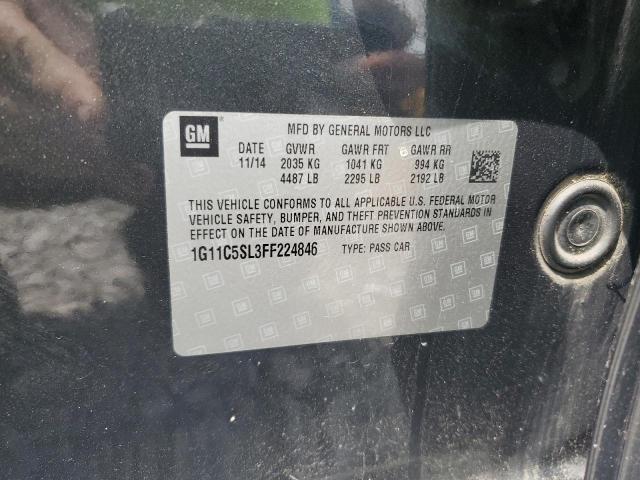 GM
MFD BY GENERAL MOTORS LLC
DATE GVWR GAWR FRT GAWR RR
11/14 2035 KG 1041 KG 994 KG
4487 LB 2295 LB 2192 LB
THIS VEHICLE CONFORMS TO ALL APPLICABLE U.S. FEDERAL MOTOR
VEHICLE SAFETY, BUMPER, AND THEFT PREVENTION STANDARDS IN
EFFECT ON THE DATE OF MANUFACTURE SHOWN ABOVE.
1G11C5SL3FF224846 TYPE: PASS CAR